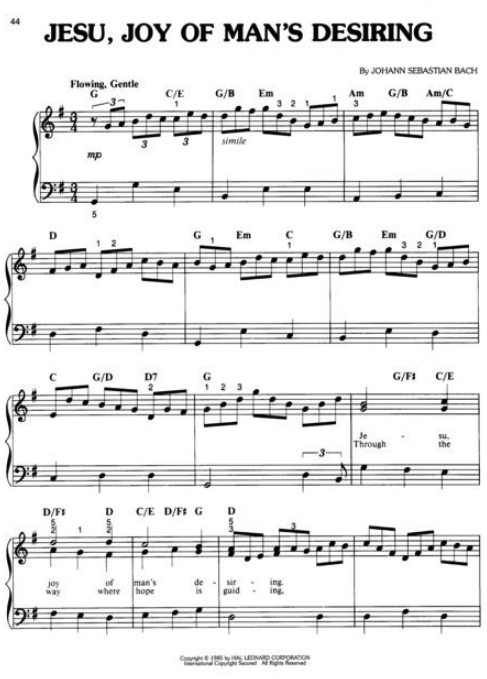 44
JESU, JOY OF MAN'S DESIRING
By JOHANN SEBASTIAN BACH
Flowing, Gentle
G C/E G/B Em Am G/B Am/C
3 1 3 2 1 1 3
3 3
mp simile
5
D G Em C G/B Em G/D
1 2 1 1 3 2 1
C G/D D7 G G/F# C/E
2 1 2 3
3
Je - su,
Through the
D/F# D C/E D/F# G D
5 1 5 5
2 2 3 3
joy of man's de - sir - ing.
way where hope is guid - ing,
Copyright © 1985 by HAL LEONARD CORPORATION
International Copyright Secured All Rights Reserved